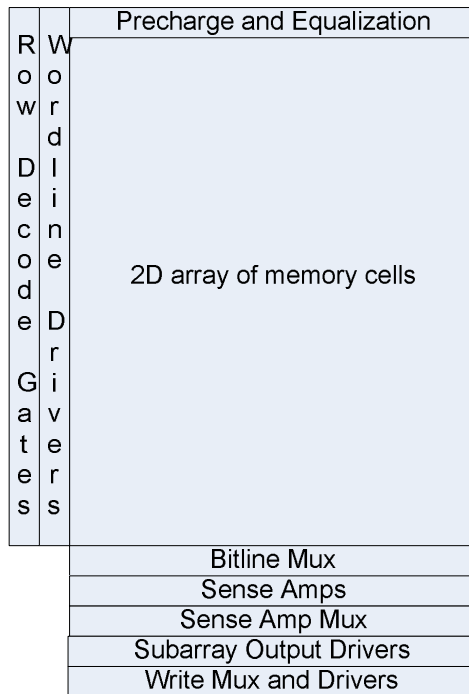 Precharge and Equalization
Row Decode Gates
Wordline Drivers
2D array of memory cells
Bitline Mux
Sense Amps
Sense Amp Mux
Subarray Output Drivers
Write Mux and Drivers